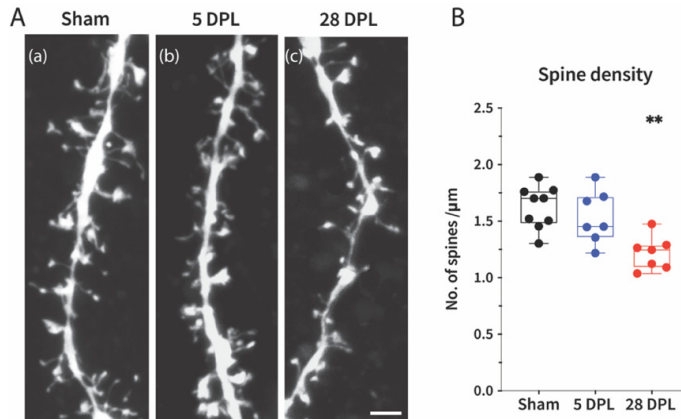 A
Sham
5 DPL
28 DPL
(a)
(b)
(c)
B
Spine density
**
No. of spines /µm
2.5
2.0
1.5
1.0
0.5
0.0
Sham
5 DPL
28 DPL